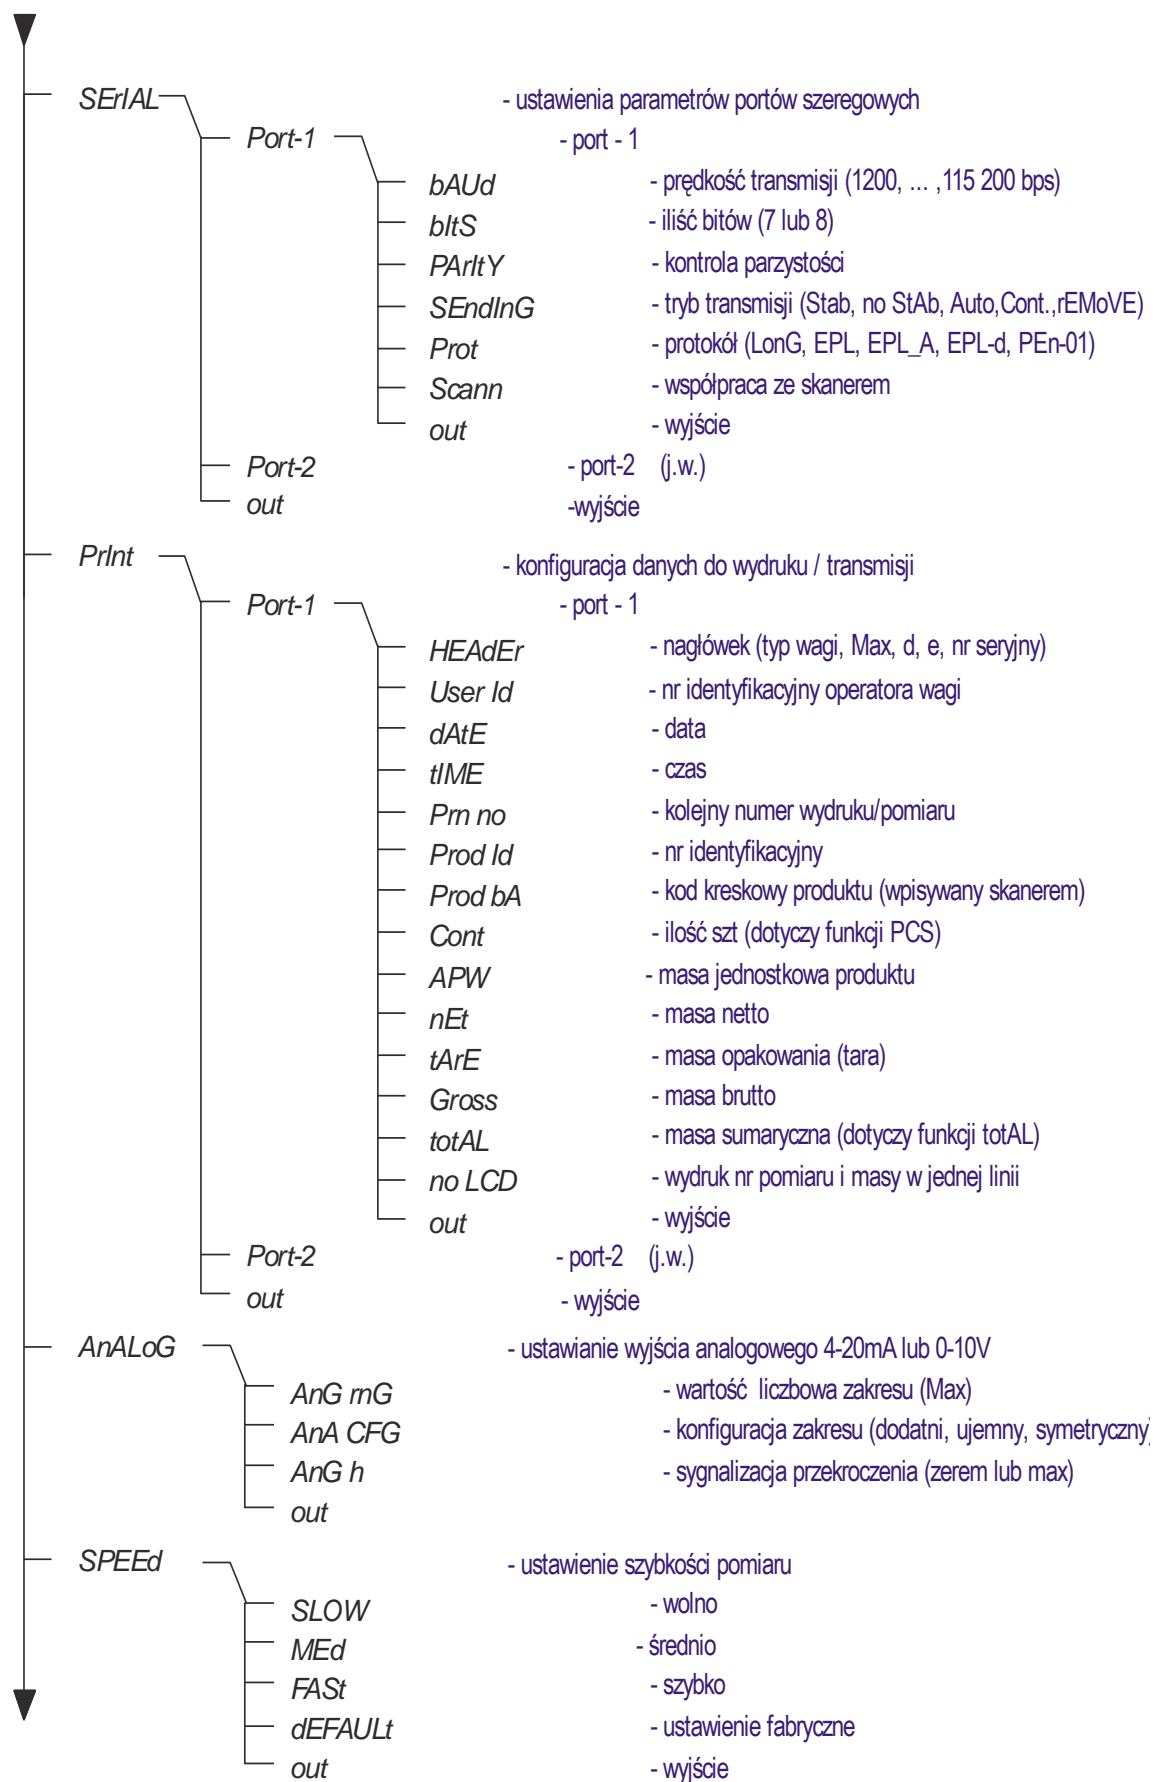 SErIAL - ustawienia parametrów portów szeregowych
Port-1 - port - 1
bAUd - prędkość transmisji (1200, ... ,115 200 bps)
bItS - iliść bitów (7 lub 8)
PArItY - kontrola parzystości
SEndInG - tryb transmisji (Stab, no StAb, Auto,Cont.,rEMoVE)
Prot - protokół (LonG, EPL, EPL_A, EPL-d, PEn-01)
Scann - współpraca ze skanerem
out - wyjście
Port-2 - port-2 (j.w.)
out -wyjście
PrInt - konfiguracja danych do wydruku / transmisji
Port-1 - port - 1
HEAdEr - nagłówek (typ wagi, Max, d, e, nr seryjny)
User Id - nr identyfikacyjny operatora wagi
dAtE - data
tIME - czas
Prn no - kolejny numer wydruku/pomiaru
Prod Id - nr identyfikacyjny
Prod bA - kod kreskowy produktu (wpisywany skanerem)
Cont - ilość szt (dotyczy funkcji PCS)
APW - masa jednostkowa produktu
nEt - masa netto
tArE - masa opakowania (tara)
Gross - masa brutto
totAL - masa sumaryczna (dotyczy funkcji totAL)
no LCD - wydruk nr pomiaru i masy w jednej linii
out - wyjście
Port-2 - port-2 (j.w.)
out - wyjście
AnALoG - ustawianie wyjścia analogowego 4-20mA lub 0-10V
AnG rnG - wartość liczbowa zakresu (Max)
AnA CFG - konfiguracja zakresu (dodatni, ujemny, symetryczny)
AnG h - sygnalizacja przekroczenia (zerem lub max)
out
SPEEd - ustawienie szybkości pomiaru
SLOW - wolno
MEd - średnio
FASt - szybko
dEFAULt - ustawienie fabryczne
out - wyjście